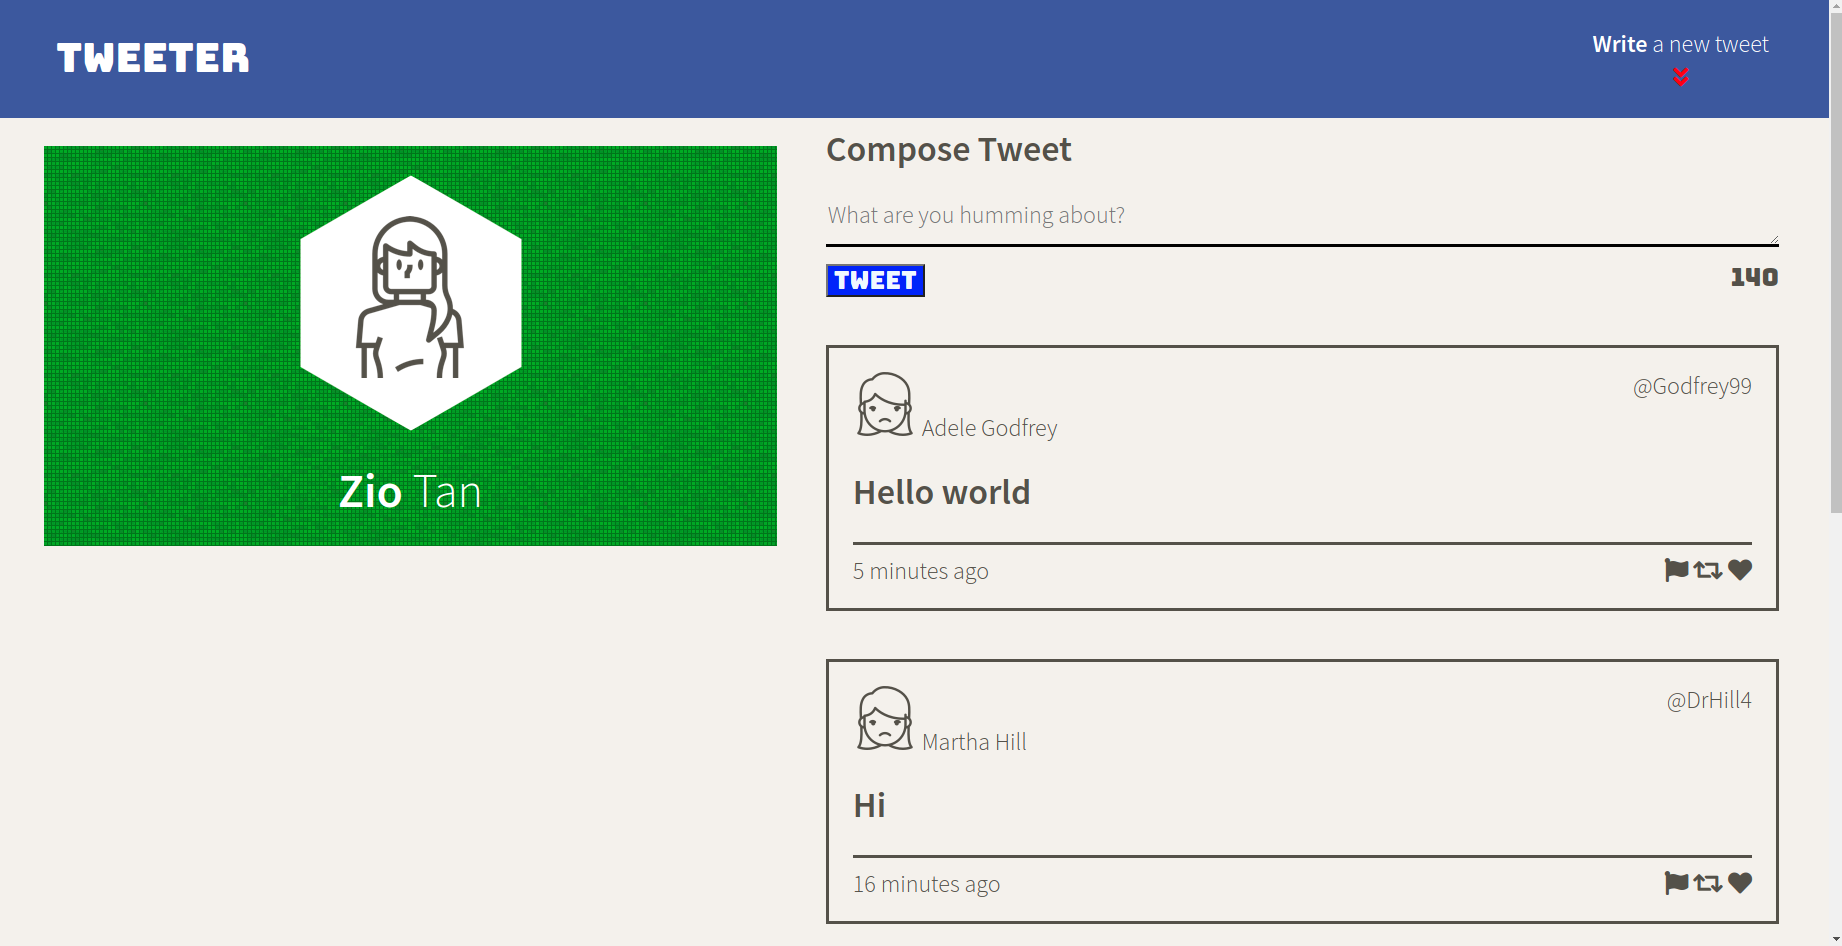 TWEETER
Write a new tweet
Zio Tan
Compose Tweet
What are you humming about?
TWEET
140
Adele Godfrey
@Godfrey99
Hello world
5 minutes ago
Martha Hill
@DrHill4
Hi
16 minutes ago